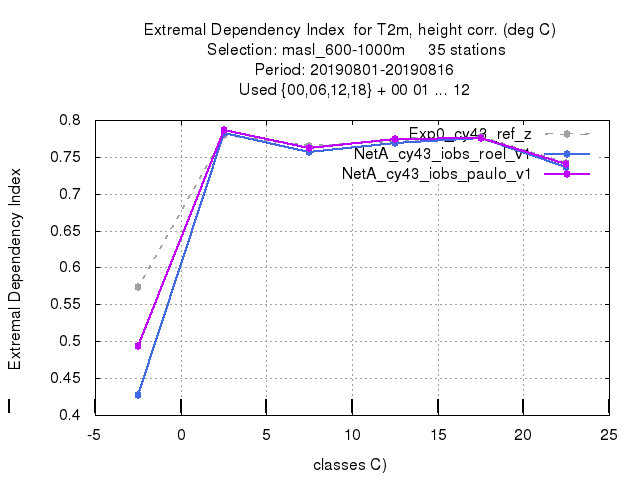 Extremal Dependency Index  for T2m, height corr. (deg C)
Selection: masl_600-1000m     35 stations
Period: 20190801-20190816
Used {00,06,12,18} + 00 01 ... 12
Exp0_cy43_ref_z
NetA_cy43_iobs_roel_v1
NetA_cy43_iobs_paulo_v1
Extremal Dependency Index
0.8
0.75
0.7
0.65
0.6
0.55
0.5
0.45
0.4
-5 0 5 10 15 20 25
classes C)